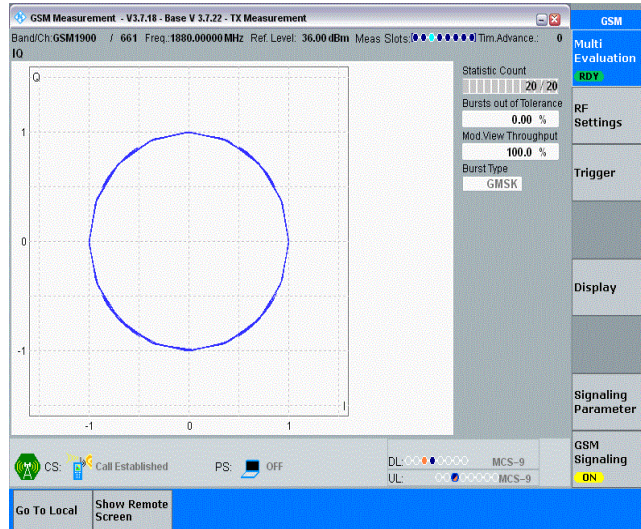 GSM Measurement - V3.7.18 - Base V 3.7.22 - TX Measurement
GSM
Band/Ch:GSM1900 / 661 Freq.:1880.00000 MHz Ref. Level: 36.00 dBm Meas Slots: Tim.Advance.: 0
IQ
Multi
Evaluation
RDY
Q
Statistic Count
20 / 20
Bursts out of Tolerance
0.00 %
Mod.View Throughput
100.0 %
Burst Type
GMSK
RF
Settings
Trigger
Display
Signaling
Parameter
GSM
Signaling
ON
1
0
-1
-1 0 1
I
CS: Call Established PS: OFF
DL: MCS-9
UL: MCS-9
Go To Local
Show Remote
Screen